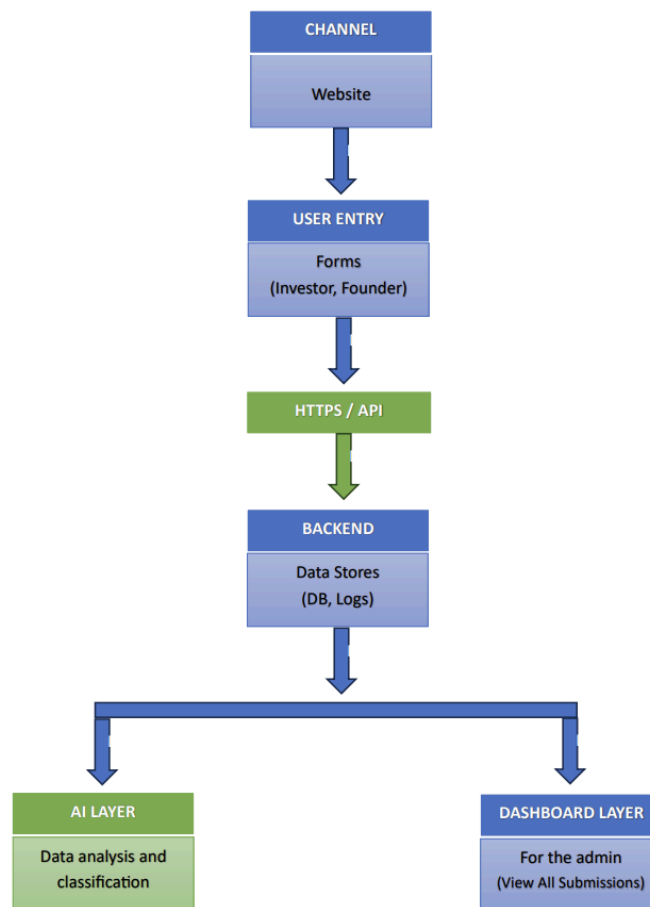 CHANNEL
Website
USER ENTRY
Forms
(Investor, Founder)
HTTPS / API
BACKEND
Data Stores
(DB, Logs)
AI LAYER
Data analysis and
classification
DASHBOARD LAYER
For the admin
(View All Submissions)